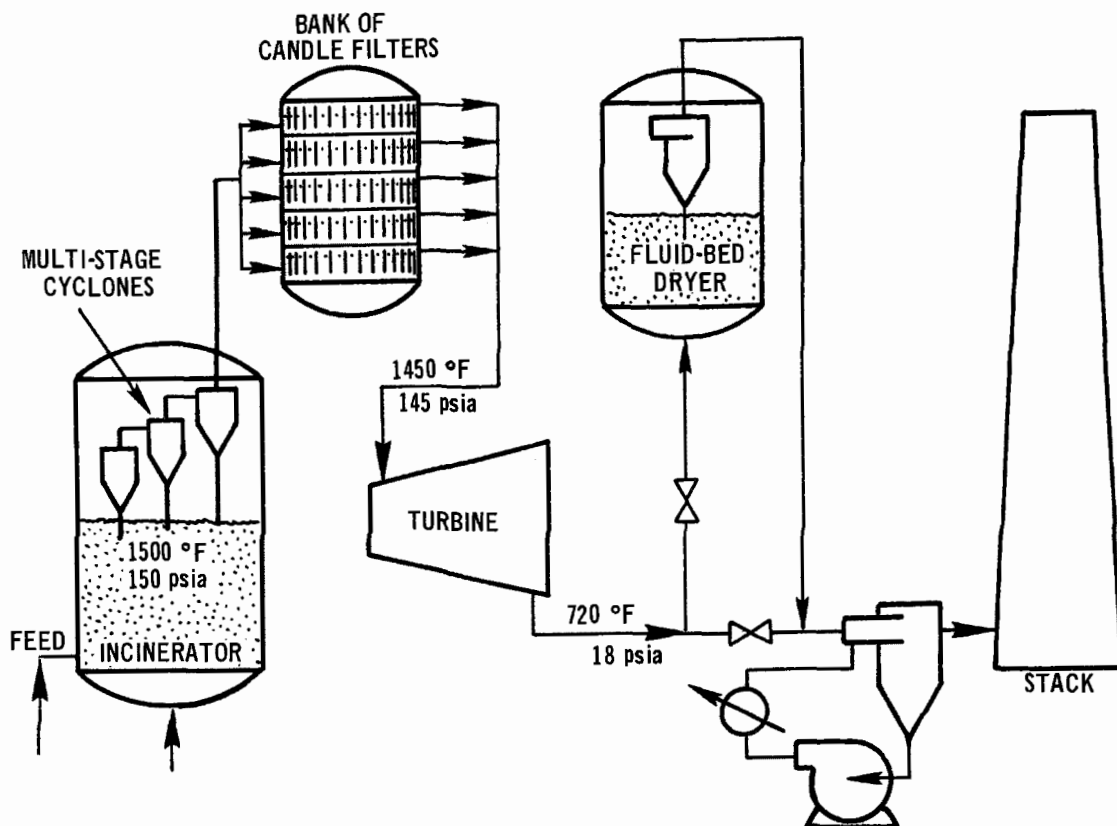 BANK OF
CANDLE FILTERS
MULTI-STAGE
CYCLONES
FLUID-BED
DRYER
1450 °F
145 psia
TURBINE
1500 °F
150 psia
FEED
INCINERATOR
720 °F
18 psia
STACK